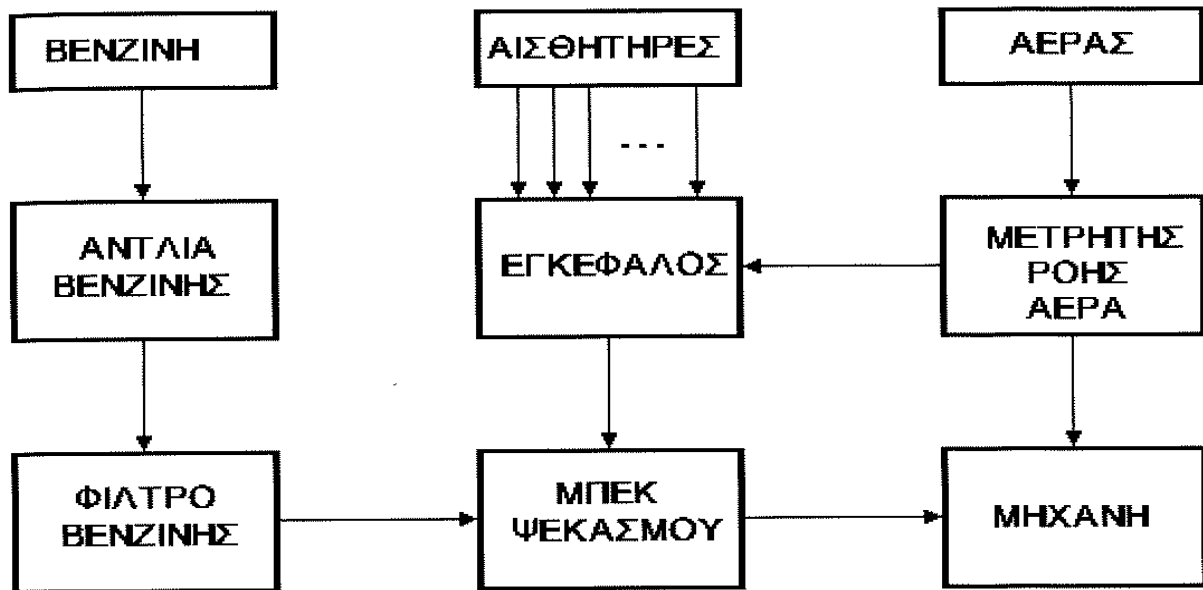 ΒΕΝΖΙΝΗ
ΑΙΣΘΗΤΗΡΕΣ
ΑΕΡΑΣ
ΑΝΤΛΙΑ
ΒΕΝΖΙΝΗΣ
ΕΓΚΕΦΑΛΟΣ
ΜΕΤΡΗΤΗΣ
ΡΟΗΣ
ΑΕΡΑ
ΦΙΛΤΡΟ
ΒΕΝΖΙΝΗΣ
ΜΠΕΚ
ΨΕΚΑΣΜΟΥ
ΜΗΧΑΝΗ